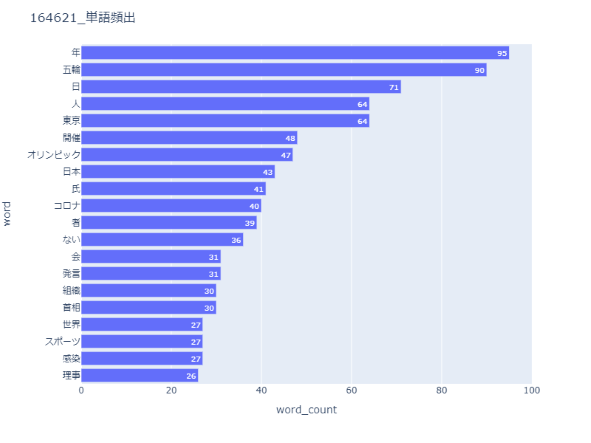 164621_単語頻出
word
年 95
五輪 90
日 71
人 64
東京 64
開催 48
オリンピック 47
日本 43
氏 41
コロナ 40
者 39
ない 36
会 31
発言 31
組織 30
首相 30
世界 27
スポーツ 27
感染 27
理事 26
0 20 40 60 80 100
word_count